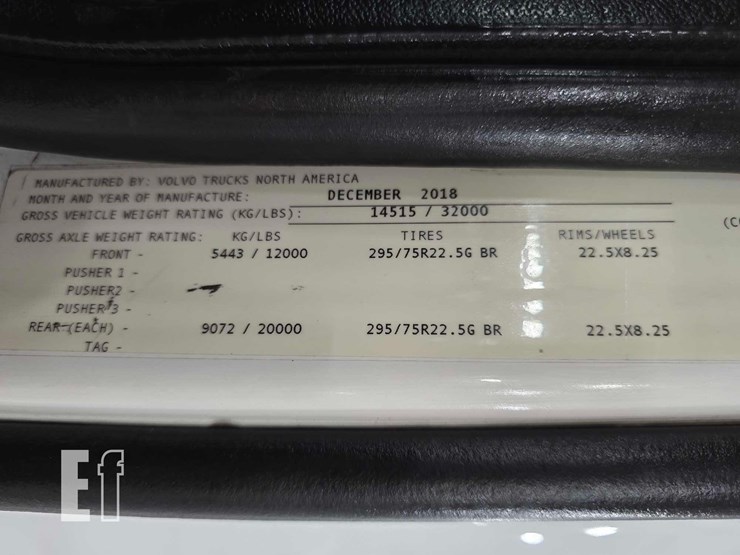 MANUFACTURED BY: VOLVO TRUCKS NORTH AMERICA
MONTH AND YEAR OF MANUFACTURE: DECEMBER 2018
GROSS VEHICLE WEIGHT RATING (KG/LBS): 14515 / 32000
GROSS AXLE WEIGHT RATING: KG/LBS TIRES RIMS/WHEELS
FRONT - 5443 / 12000 295/75R22.5G BR 22.5X8.25
PUSHER 1 -
PUSHER2 -
PUSHER 3 -
REAR (EACH) - 9072 / 20000 295/75R22.5G BR 22.5X8.25
TAG -
Ef